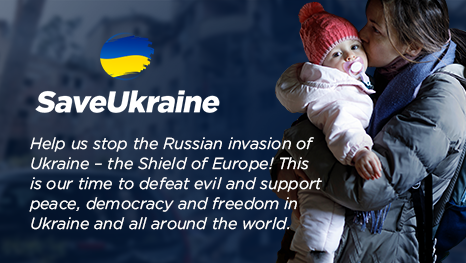 SaveUkraine
Help us stop the Russian invasion of
Ukraine – the Shield of Europe! This
is our time to defeat evil and support
peace, democracy and freedom in
Ukraine and all around the world.